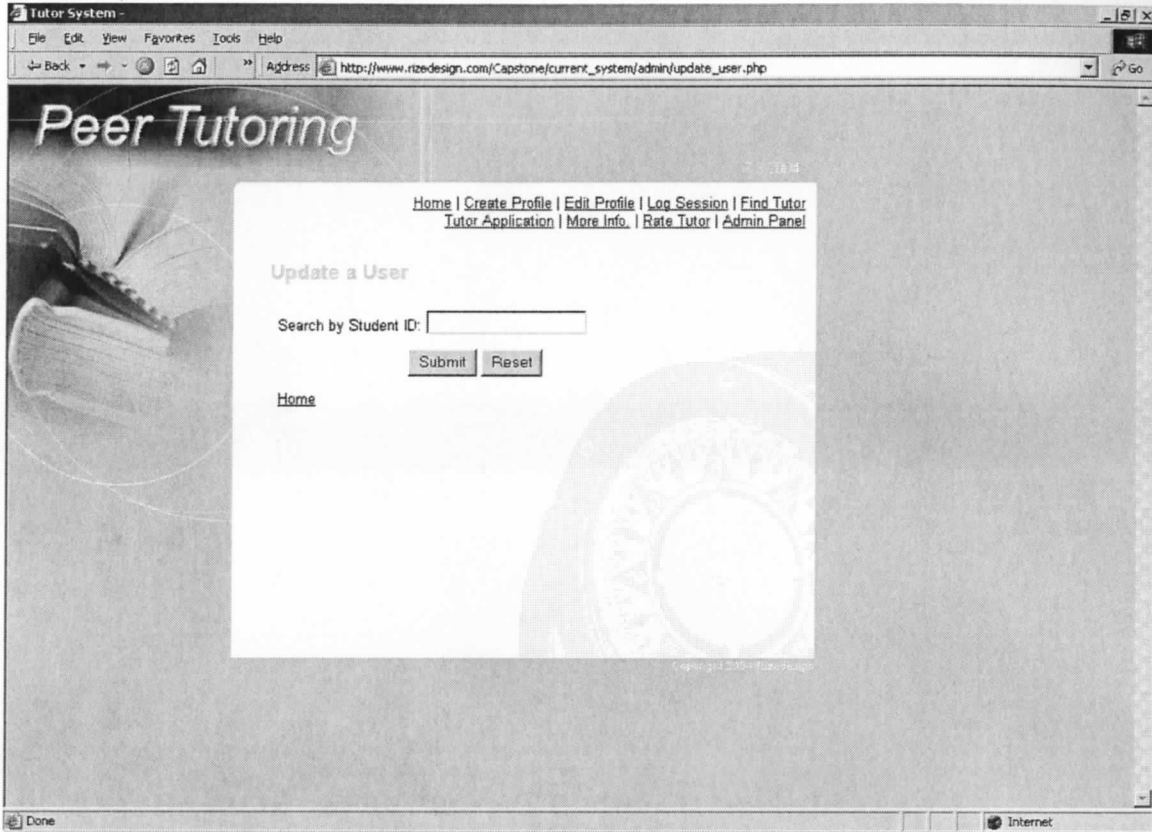 Tutor System -
File Edit View Favorites Tools Help
Back » Address http://www.rizedesign.com/Capstone/current_system/admin/update_user.php Go
Peer Tutoring
Home | Create Profile | Edit Profile | Log Session | Find Tutor
Tutor Application | More Info. | Rate Tutor | Admin Panel
Update a User
Search by Student ID:
Submit Reset
Home
Copyright Rizedesign
Done Internet